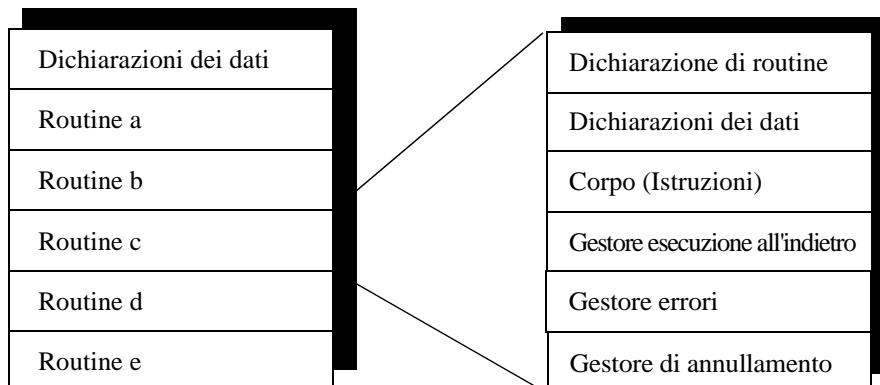 Dichiarazioni dei dati
Routine a
Routine b
Routine c
Routine d
Routine e
Dichiarazione di routine
Dichiarazioni dei dati
Corpo (Istruzioni)
Gestore esecuzione all'indietro
Gestore errori
Gestore di annullamento